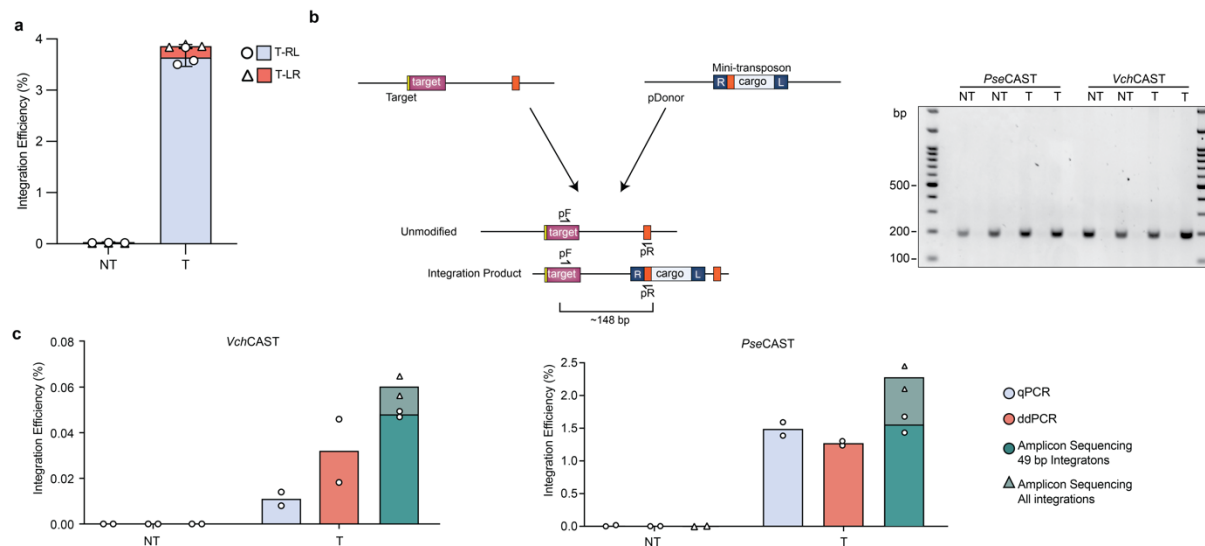 a
Integration Efficiency (%)
4
3
2
1
0
NT
T
T-RL
T-LR
b
target
Target
Mini-transposon
R
cargo
L
pDonor
Unmodified
pF
target
pR
Integration Product
pF
target
R
cargo
L
pR
~148 bp
PseCAST
VchCAST
bp
NT
NT
T
T
NT
NT
T
T
500
200
100
c
VchCAST
Integration Efficiency (%)
0.08
0.06
0.04
0.02
0.00
NT
T
PseCAST
Integration Efficiency (%)
2.5
2.0
1.5
1.0
0.5
0.0
NT
T
qPCR
ddPCR
Amplicon Sequencing
49 bp Integratons
Amplicon Sequencing
All integrations